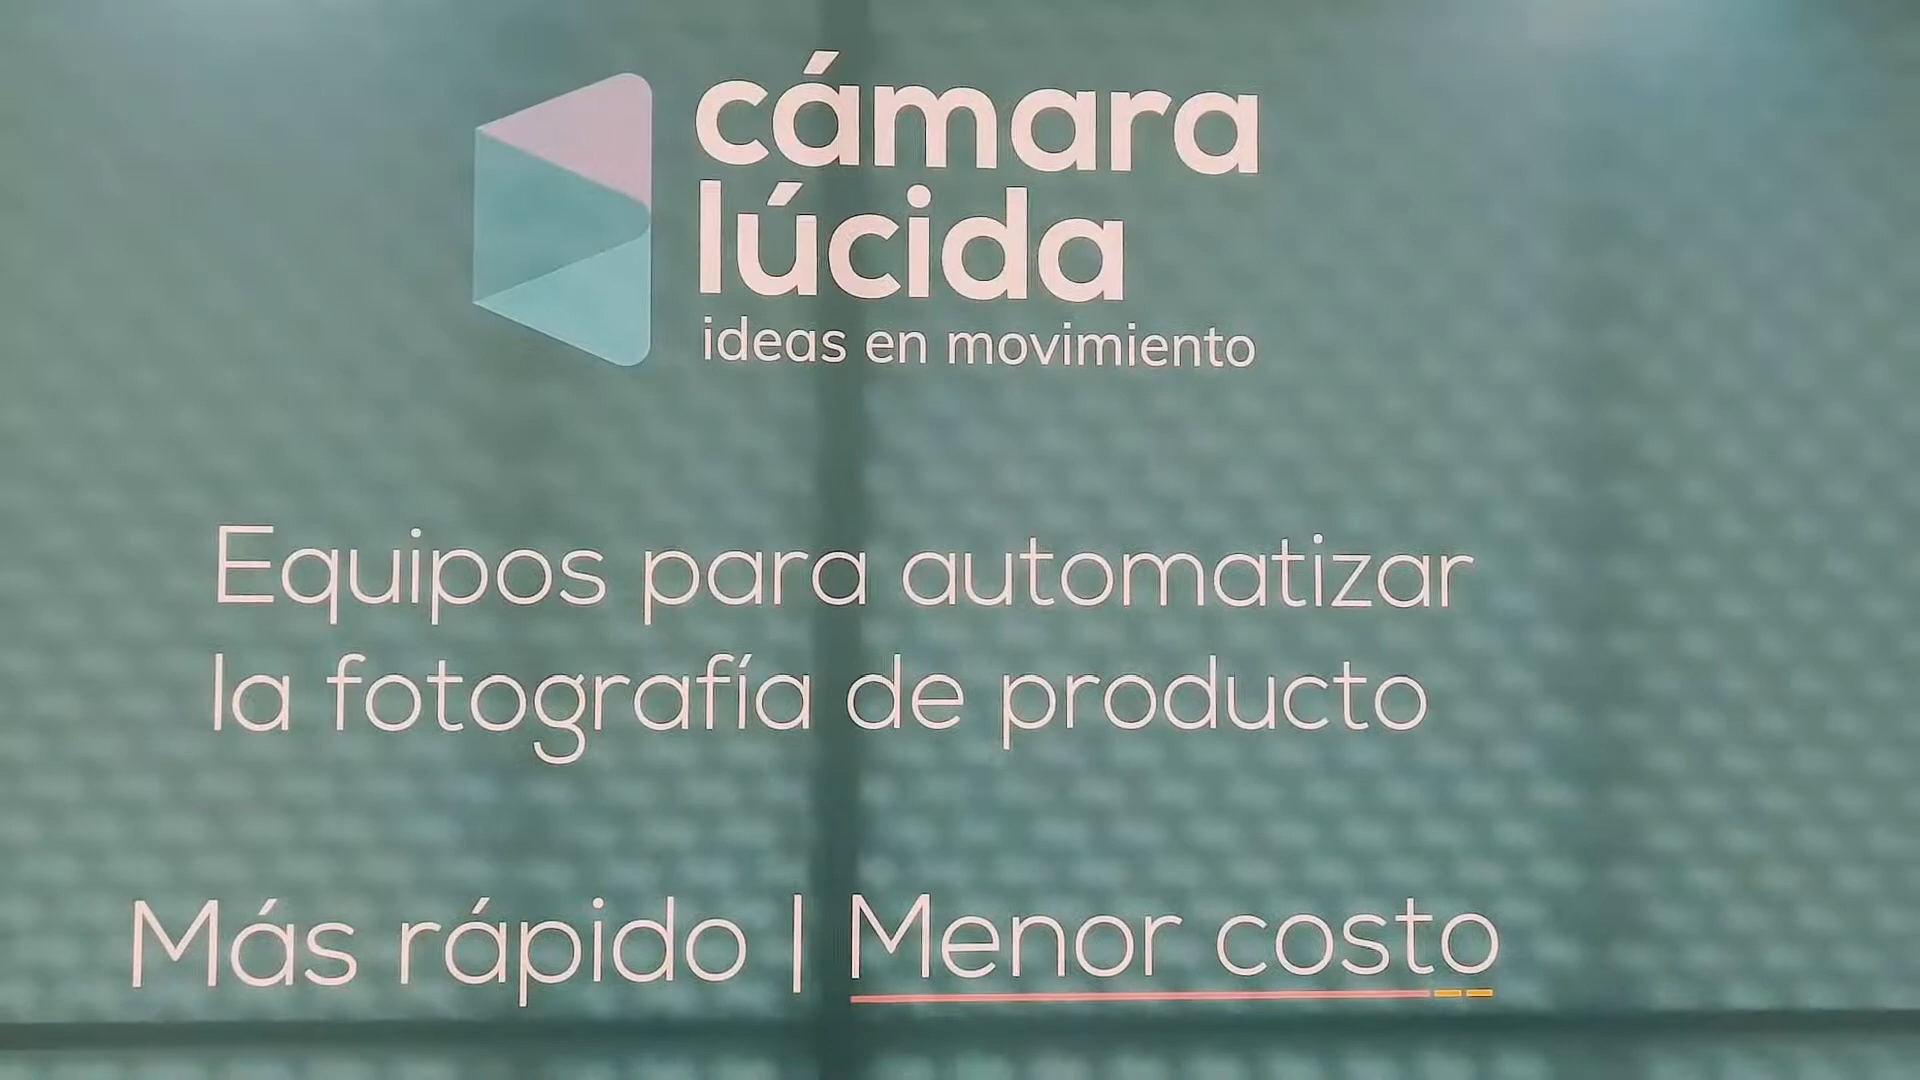 cámara
lúcida
ideas en movimiento
Equipos para automatizar
la fotografía de producto
Más rápido | Menor costo